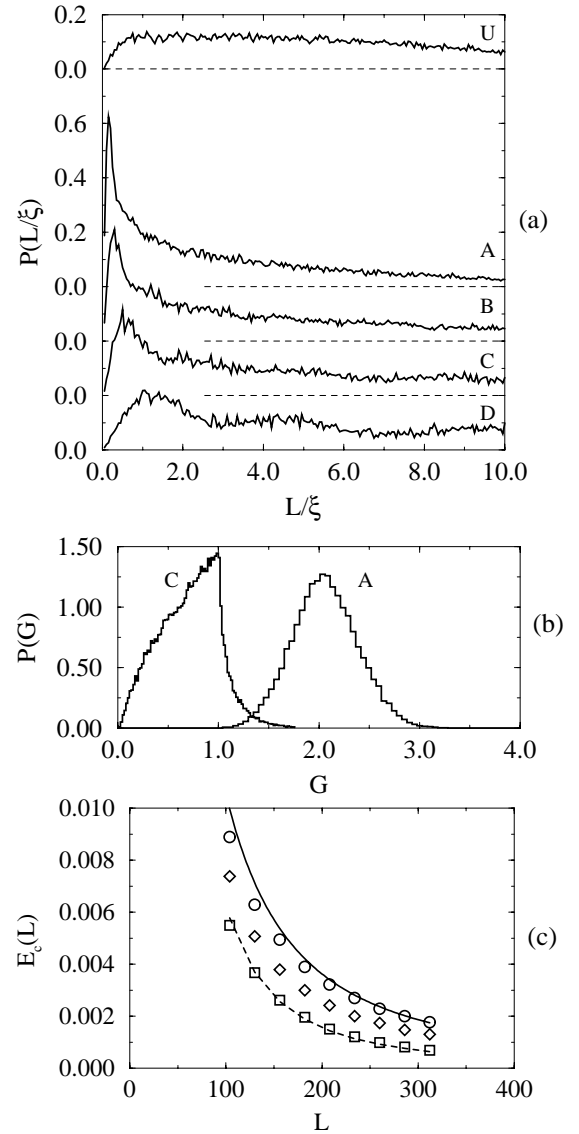 0.2
U
0.0
0.6
0.4
P(L/ξ)
(a)
0.2
A
0.0
B
0.0
C
0.0
D
0.0
0.0 2.0 4.0 6.0 8.0 10.0
L/ξ
1.50
C A
1.00
P(G)
(b)
0.50
0.00
0.0 1.0 2.0 3.0 4.0
G
0.010
0.008
0.006
E_c(L)
(c)
0.004
0.002
0.000
0 100 200 300 400
L